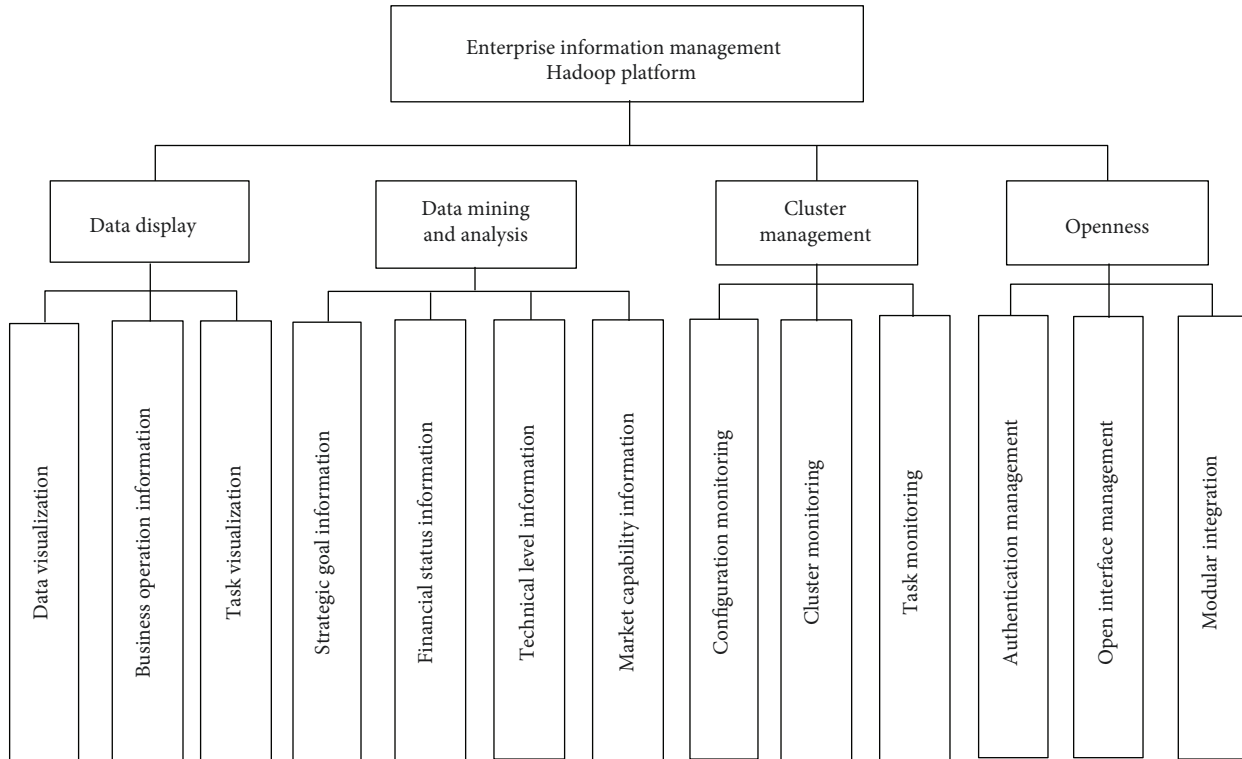 Enterprise information management
Hadoop platform
Data display
Data mining
and analysis
Cluster
management
Openness
Data visualization
Business operation information
Task visualization
Strategic goal information
Financial status information
Technical level information
Market capability information
Configuration monitoring
Cluster monitoring
Task monitoring
Authentication management
Open interface management
Modular integration